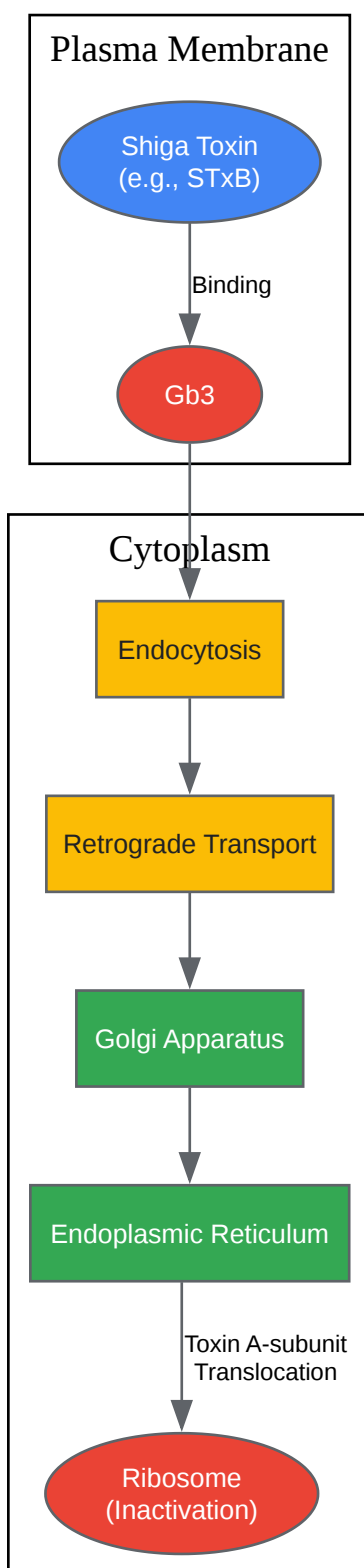 Plasma Membrane
Shiga Toxin
(e.g., STxB)
Binding
Gb3
Cytoplasm
Endocytosis
Retrograde Transport
Golgi Apparatus
Endoplasmic Reticulum
Toxin A-subunit
Translocation
Ribosome
(Inactivation)